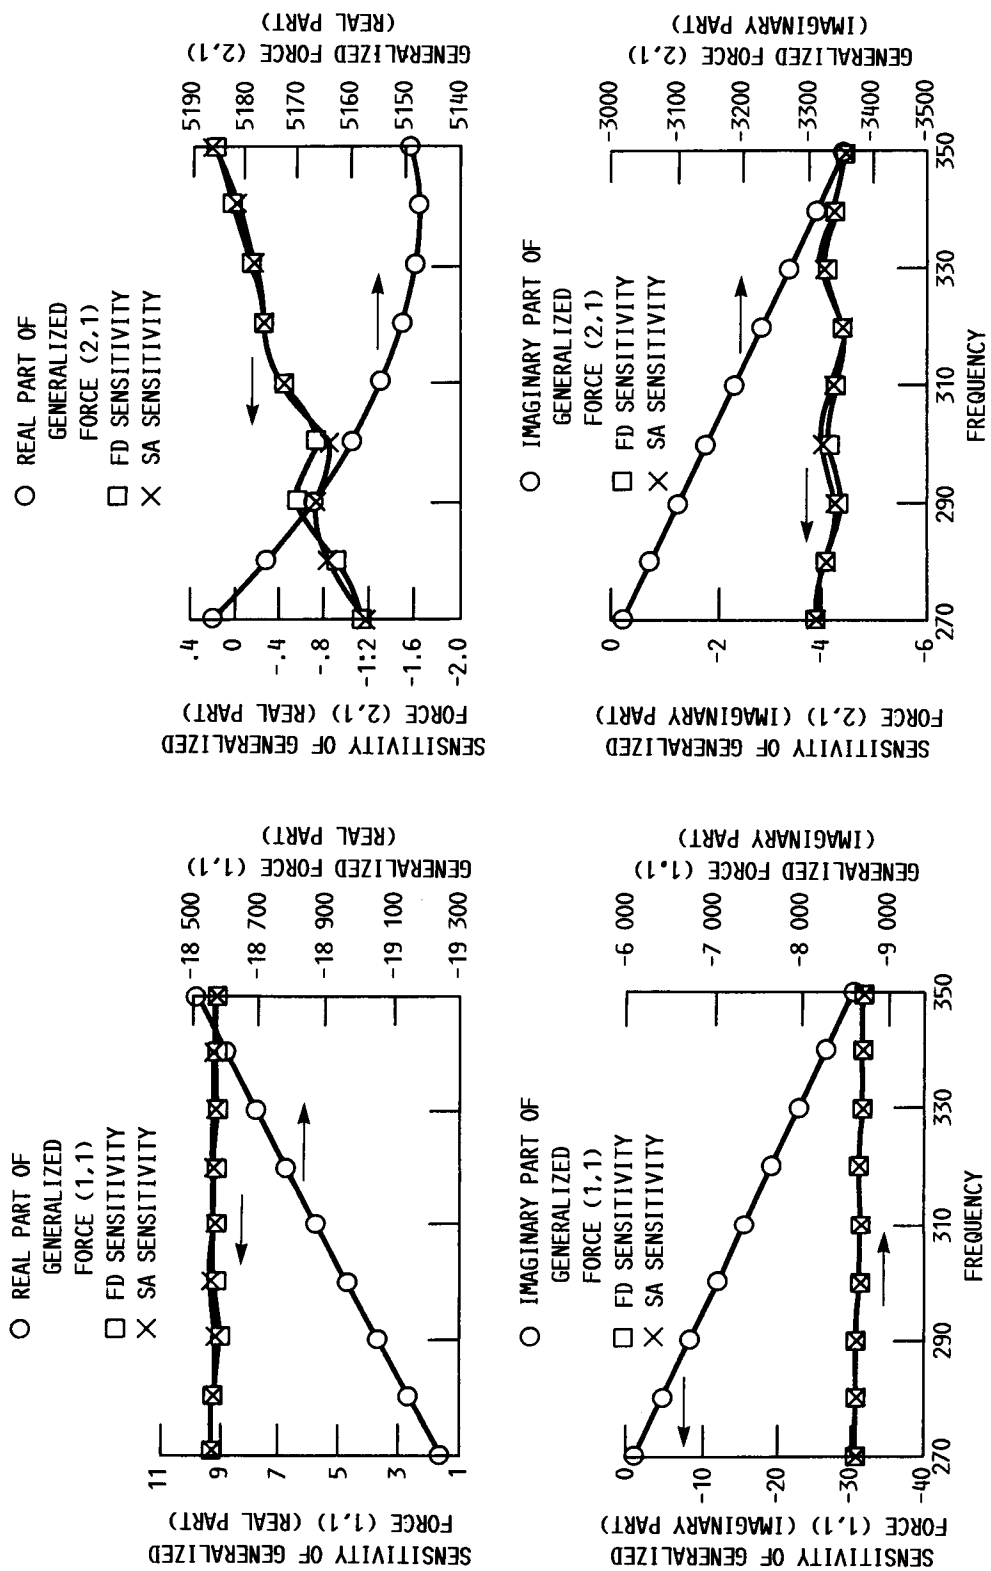 ○ REAL PART OF
GENERALIZED
FORCE (1,1)
□ FD SENSITIVITY
× SA SENSITIVITY
SENSITIVITY OF GENERALIZED
FORCE (1,1) (REAL PART)
11
9
7
5
3
1
GENERALIZED FORCE (1,1)
(REAL PART)
-18 500
-18 700
-18 900
-19 100
-19 300
○ REAL PART OF
GENERALIZED
FORCE (2,1)
□ FD SENSITIVITY
× SA SENSITIVITY
SENSITIVITY OF GENERALIZED
FORCE (2,1) (REAL PART)
.4
0
-.4
-.8
-1.2
-1.6
-2.0
GENERALIZED FORCE (2,1)
(REAL PART)
5190
5180
5170
5160
5150
5140
○ IMAGINARY PART OF
GENERALIZED
FORCE (1,1)
□ FD SENSITIVITY
× SA SENSITIVITY
SENSITIVITY OF GENERALIZED
FORCE (1,1) (IMAGINARY PART)
0
-10
-20
-30
-40
GENERALIZED FORCE (1,1)
(IMAGINARY PART)
-6 000
-7 000
-8 000
-9 000
270
290
310
330
350
FREQUENCY
○ IMAGINARY PART OF
GENERALIZED
FORCE (2,1)
□ FD SENSITIVITY
× SA SENSITIVITY
SENSITIVITY OF GENERALIZED
FORCE (2,1) (IMAGINARY PART)
0
-2
-4
-6
GENERALIZED FORCE (2,1)
(IMAGINARY PART)
-3000
-3100
-3200
-3300
-3400
-3500
270
290
310
330
350
FREQUENCY